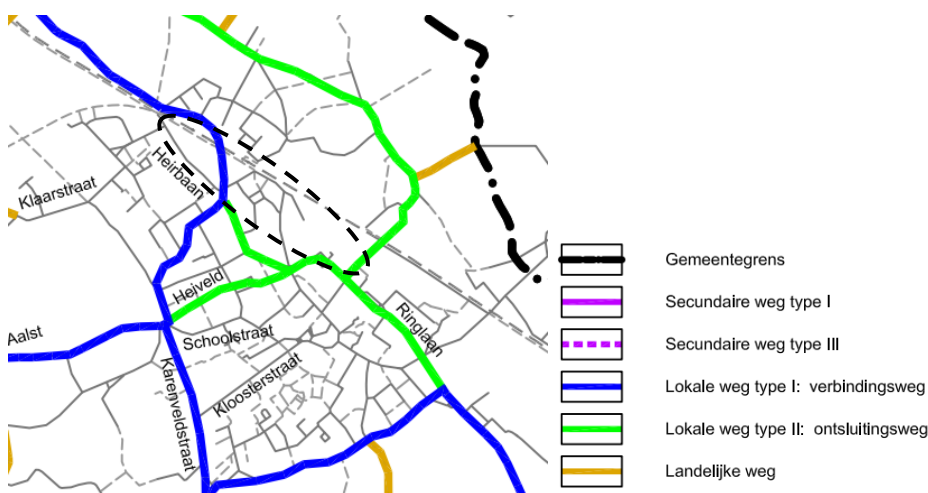 Klaarstraat
Heirbaan
Heiveld
Aalst
Schoolstraat
Ringlaan
Kloosterstraat
Karenveldstraat
Gemeentegrens
Secundaire weg type I
Secundaire weg type III
Lokale weg type I: verbindingsweg
Lokale weg type II: ontsluitingsweg
Landelijke weg